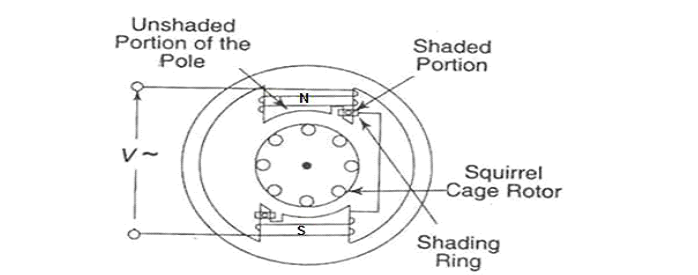 Unshaded
Portion of the
Pole
Shaded
Portion
N
V~
Squirrel
Cage Rotor
S
Shading
Ring